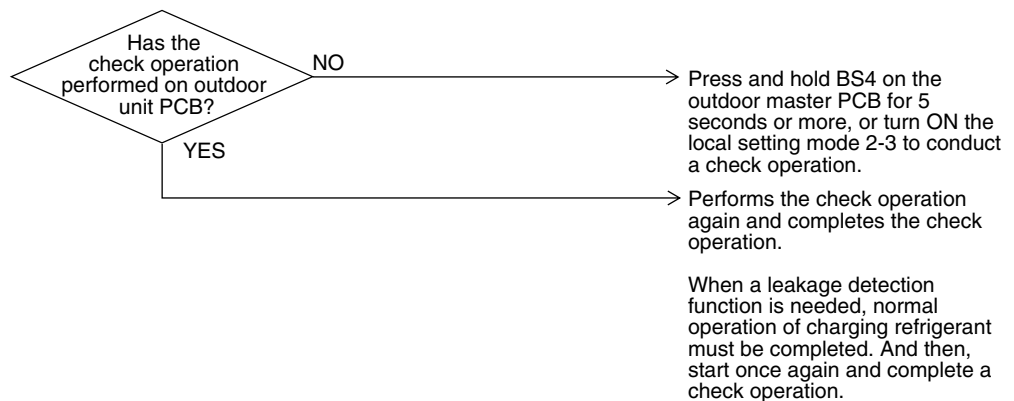 Has the
check operation
performed on outdoor
unit PCB?
NO
YES
Press and hold BS4 on the
outdoor master PCB for 5
seconds or more, or turn ON the
local setting mode 2-3 to conduct
a check operation.
Performs the check operation
again and completes the check
operation.
When a leakage detection
function is needed, normal
operation of charging refrigerant
must be completed. And then,
start once again and complete a
check operation.